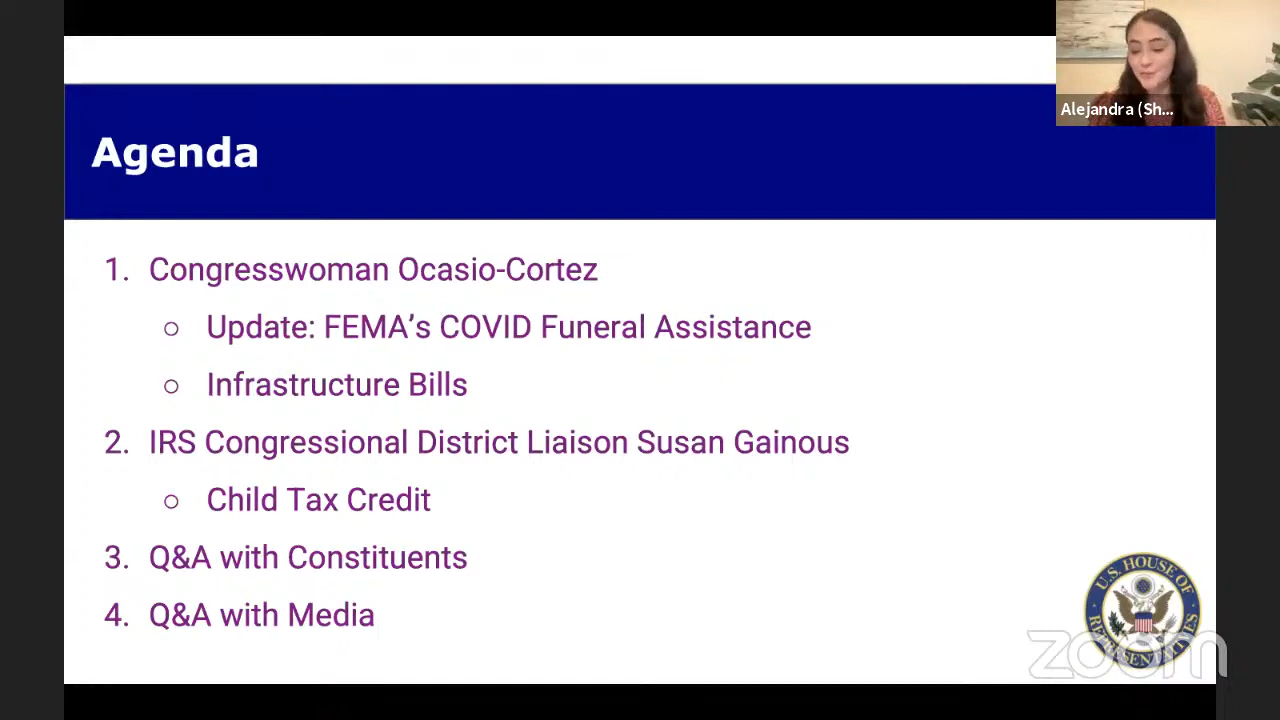 Alejandra (Sh...
Agenda
1. Congresswoman Ocasio-Cortez
○ Update: FEMA’s COVID Funeral Assistance
○ Infrastructure Bills
2. IRS Congressional District Liaison Susan Gainous
○ Child Tax Credit
3. Q&A with Constituents
4. Q&A with Media
U.S. HOUSE OF
REPRESENTATIVES
zoom